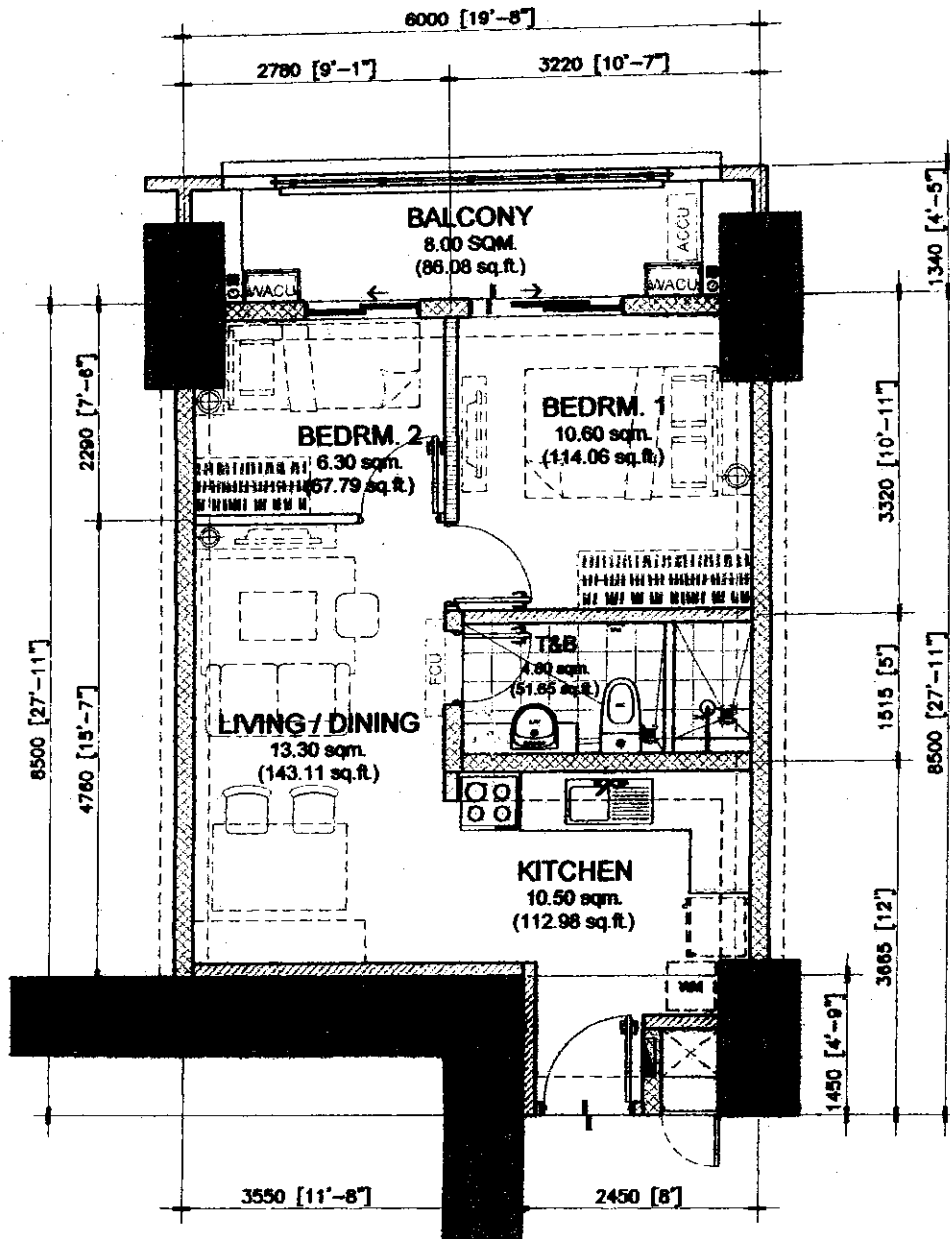 6000 [19'-8"]
2780 [9'-1"]
3220 [10'-7"]
1340 [4'-5"]
BALCONY
8.00 SQM.
(86.08 sq.ft.)
ACCU
WACU
WACU
2290 [7'-6"]
BEDRM. 2
6.30 sqm.
(67.79 sq.ft.)
BEDRM. 1
10.60 sqm.
(114.06 sq.ft.)
3320 [10'-11"]
T&B
4.80 sqm.
(51.65 sq.ft.)
FCU
1515 [5']
8500 [27'-11"]
4760 [15'-7"]
LIVING / DINING
13.30 sqm.
(143.11 sq.ft.)
8500 [27'-11"]
KITCHEN
10.50 sqm.
(112.98 sq.ft.)
3665 [12']
WM
1450 [4'-9"]
3550 [11'-8"]
2450 [8']